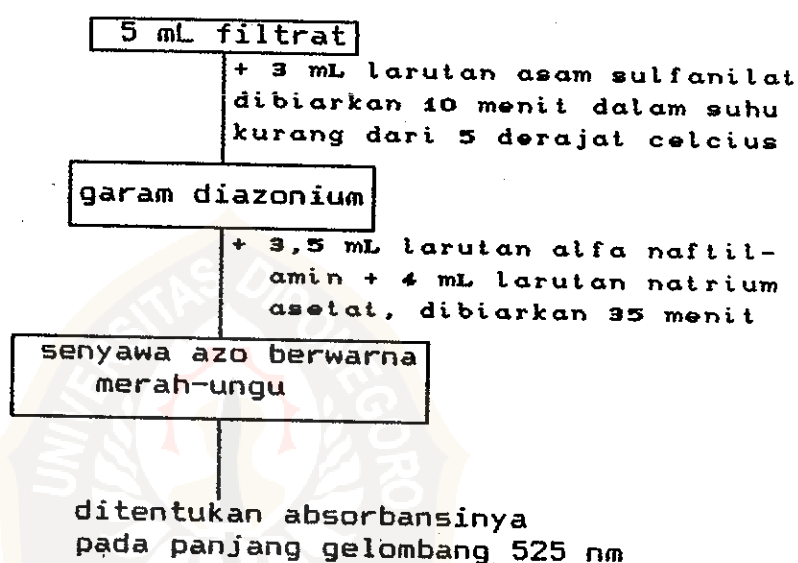 5 mL filtrat
+ 3 mL larutan asam sulfanilat
dibiarkan 10 menit dalam suhu
kurang dari 5 derajat celcius
garam diazonium
+ 3,5 mL larutan alfa naftil-
amin + 4 mL larutan natrium
asetat, dibiarkan 35 menit
senyawa azo berwarna
merah-ungu
ditentukan absorbansinya
pada panjang gelombang 525 nm
UNIVERSITAS DIPONEGORO